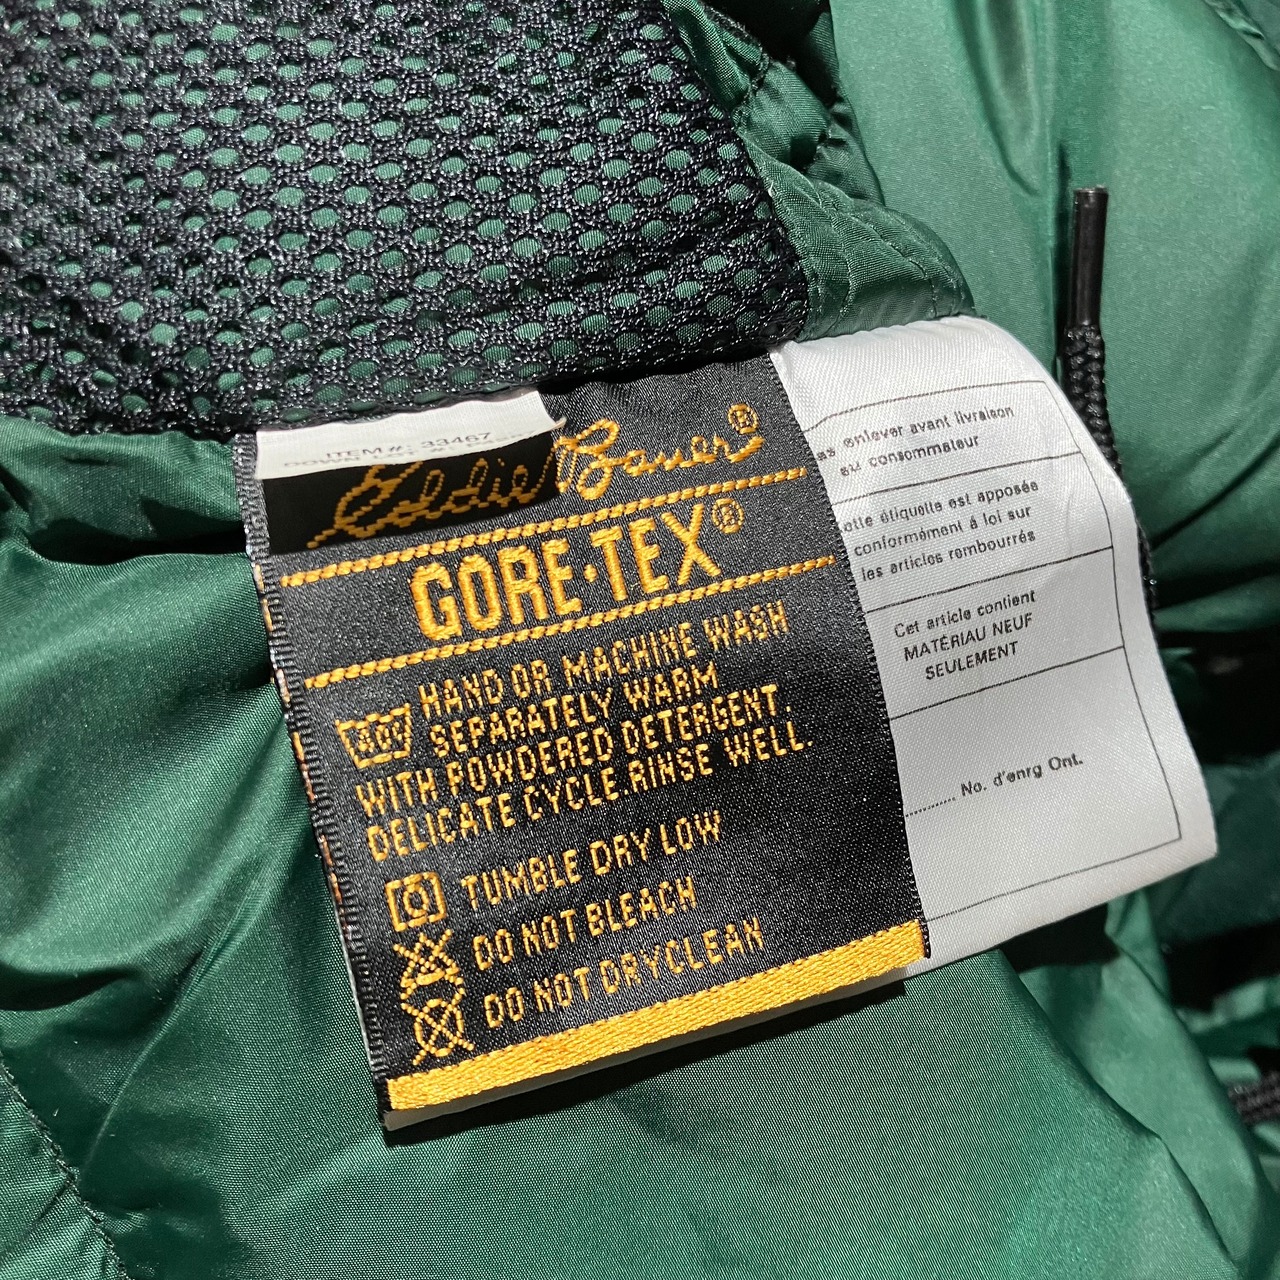 ITEM#: 33467
Eddie Bauer®
GORE-TEX®
HAND OR MACHINE WASH
SEPARATELY WARM
WITH POWDERED DETERGENT.
DELICATE CYCLE.RINSE WELL.
TUMBLE DRY LOW
DO NOT BLEACH
DO NOT DRYCLEAN
enlever avant livraison
au consommateur
étiquette est apposée
conformément à loi sur
les articles rembourrés
Cet article contient
MATÉRIAU NEUF
SEULEMENT
No. d'enrg Ont.